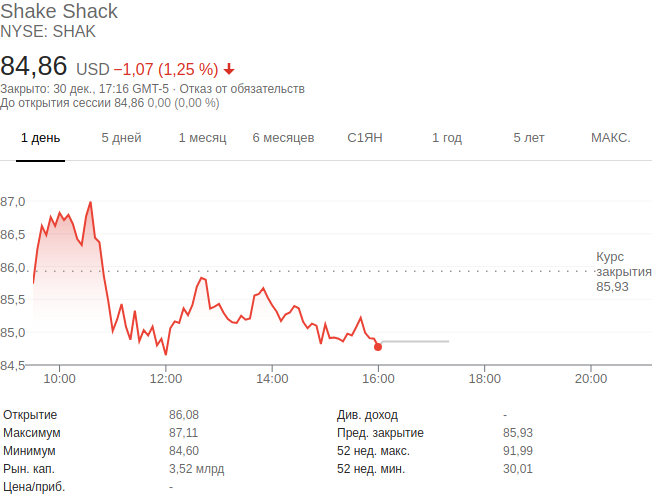 Shake Shack
NYSE: SHAK
84,86 USD −1,07 (1,25 %)
Закрыто: 30 дек., 17:16 GMT-5 · Отказ от обязательств
До открытия сессии 84,86 0,00 (0,00 %)
1 день 5 дней 1 месяц 6 месяцев С1ЯН 1 год 5 лет МАКС.
87,0
86,5
Курс
86,0 закрытия
85,93
85,5
85,0
84,5
10:00 12:00 14:00 16:00 18:00 20:00
Открытие 86,08 Див. доход -
Максимум 87,11 Пред. закрытие 85,93
Минимум 84,60 52 нед. макс. 91,99
Рын. кап. 3,52 млрд 52 нед. мин. 30,01
Цена/приб. -